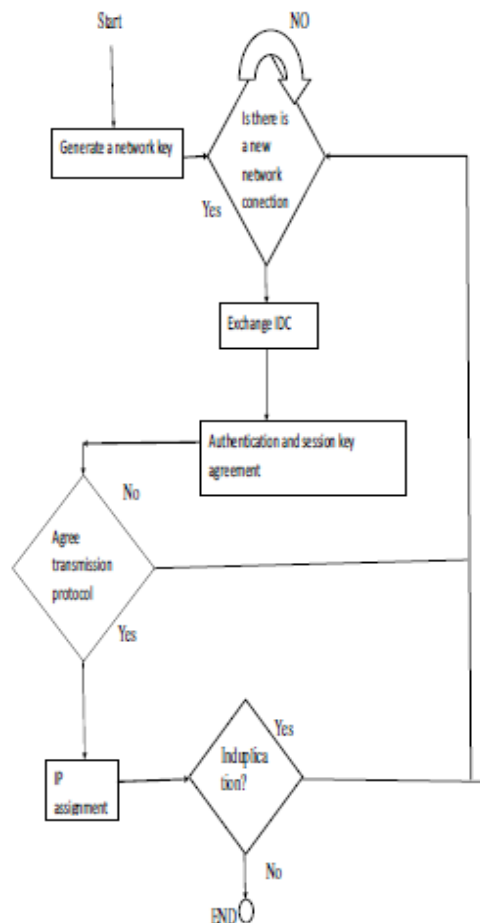 Start
NO
Generate a network key
Is there is
a new
network
conection
Yes
Exchange IDC
Authentication and session key
agreement
No
Agree
transmission
protocol
Yes
IP
assignment
Yes
Induplica
tion?
No
END